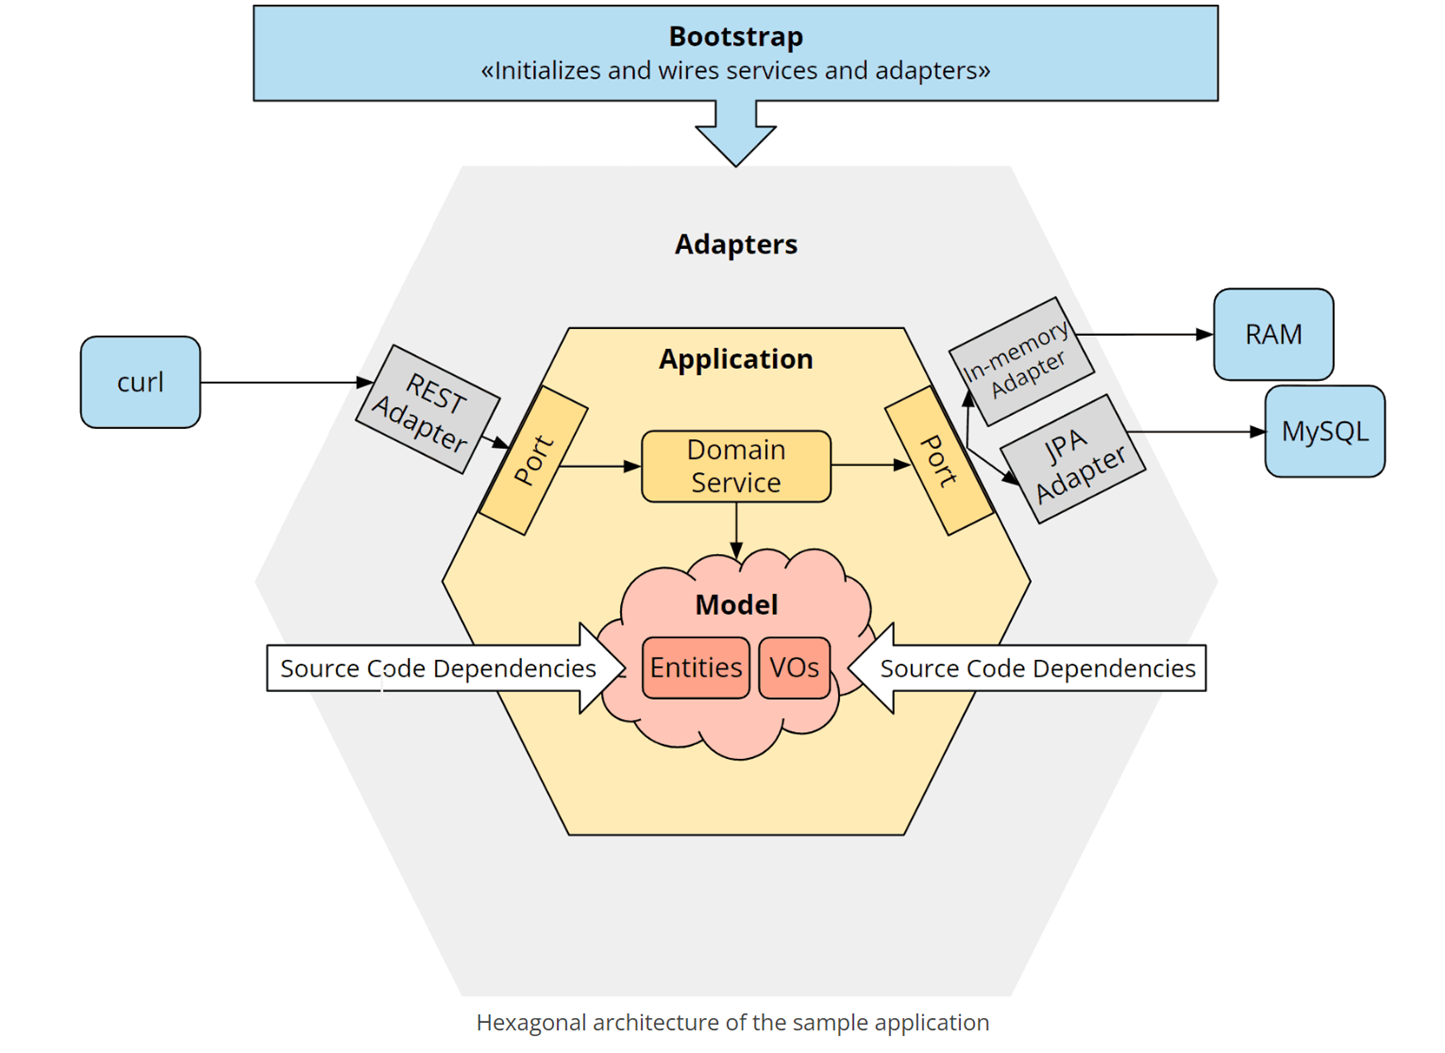 Bootstrap
«Initializes and wires services and adapters»
Adapters
Application
curl
REST
Adapter
Port
Domain
Service
Port
In-memory
Adapter
JPA
Adapter
RAM
MySQL
Model
Entities
VOs
Source Code Dependencies
Source Code Dependencies
Hexagonal architecture of the sample application